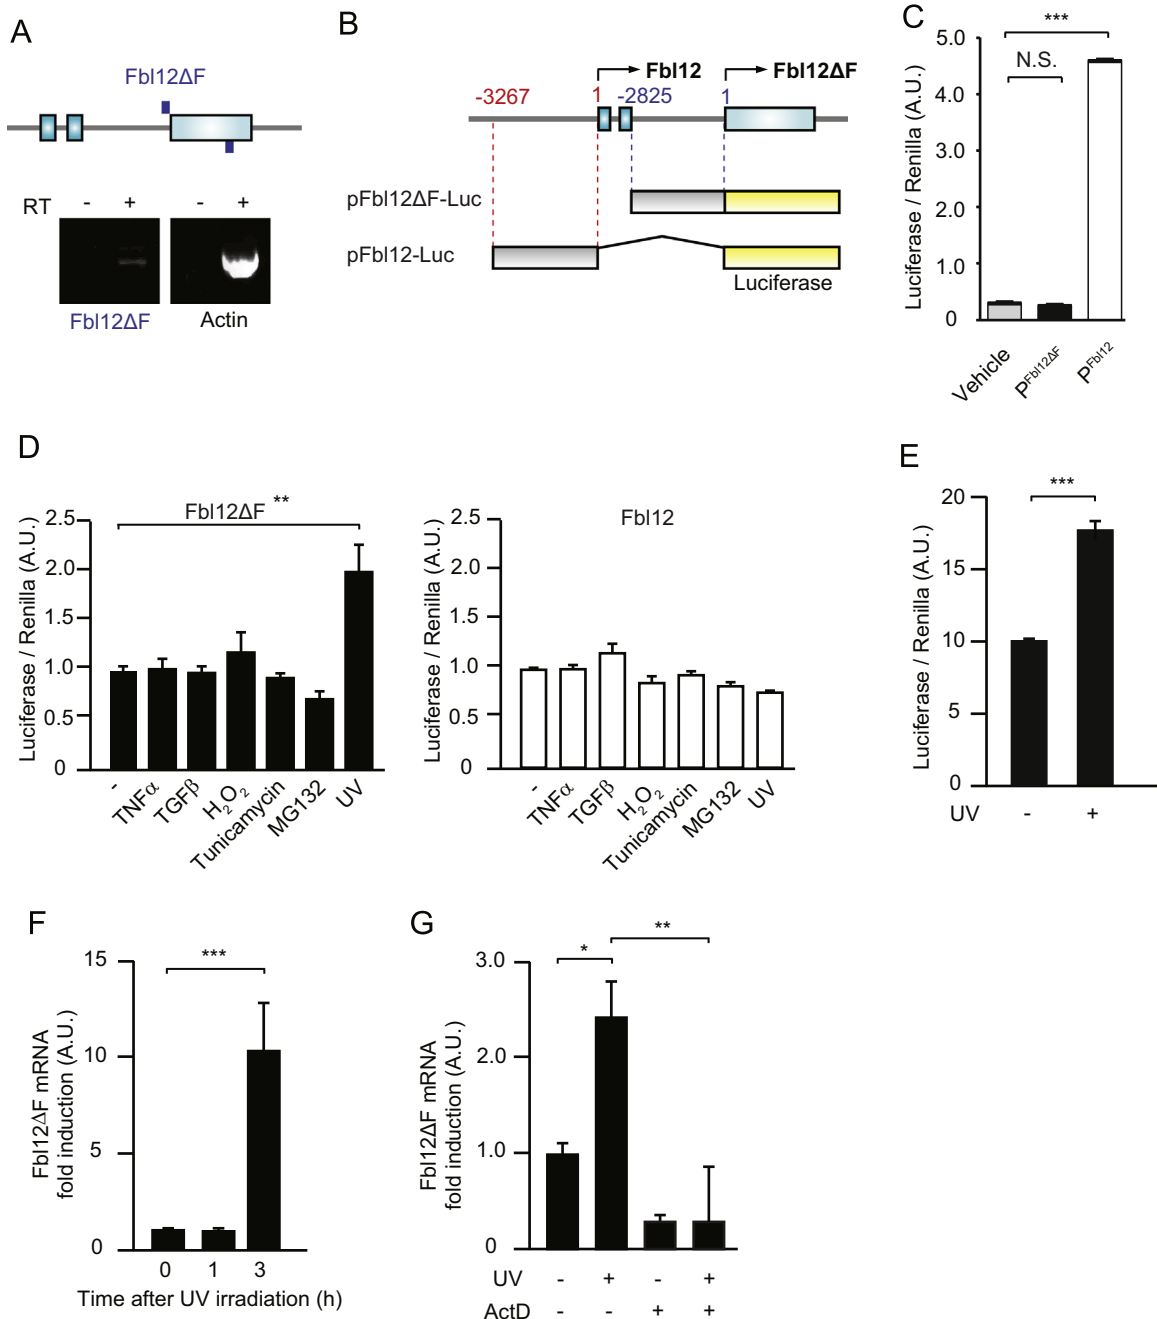 A
Fbl12ΔF
RT - + - +
Fbl12ΔF Actin
B
Fbl12 Fbl12ΔF
-3267 1 -2825 1
pFbl12ΔF-Luc
pFbl12-Luc
Luciferase
C
Luciferase / Renilla (A.U.)
5.0
4.0
3.0
2.0
1.0
0
***
N.S.
Vehicle
PFbl12ΔF
PFbl12
D
Luciferase / Renilla (A.U.)
2.5
2.0
1.5
1.0
0.5
0
Fbl12ΔF **
-
TNFα
TGFβ
H2O2
Tunicamycin
MG132
UV
Luciferase / Renilla (A.U.)
2.5
2.0
1.5
1.0
0.5
0
Fbl12
-
TNFα
TGFβ
H2O2
Tunicamycin
MG132
UV
E
Luciferase / Renilla (A.U.)
20
15
10
5
0
***
UV - +
F
Fbl12ΔF mRNA
fold induction (A.U.)
15
10
5
0
***
0 1 3
Time after UV irradiation (h)
G
Fbl12ΔF mRNA
fold induction (A.U.)
3.0
2.0
1.0
0
*
**
UV - + - +
ActD - - + +